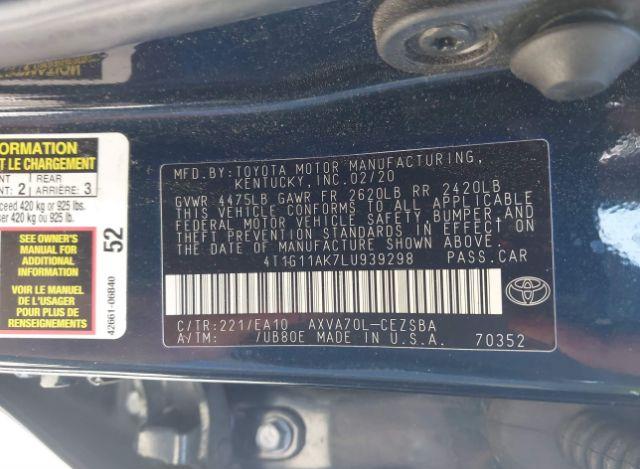 MFD.BY:TOYOTA MOTOR MANUFACTURING,
KENTUCKY, INC. 02/20
GVWR 4475LB GAWR FR 2620LB RR 2420LB
THIS VEHICLE CONFORMS TO ALL APPLICABLE
FEDERAL MOTOR VEHICLE SAFETY, BUMPER, AND
THEFT PREVENTION STANDARDS IN EFFECT ON
THE DATE OF MANUFACTURE SHOWN ABOVE.
4T1G11AK7LU939298 PASS.CAR
C/TR:221/EA10 AXVA70L-CEZSBA
A/TM: /UB80E MADE IN U.S.A. 70352
TOYOTA
ORMATION
T LE CHARGEMENT
1 REAR
NT: 2 ARRIÈRE: 3
ceed 420 kg or 925 lbs.
ser 420 kg ou 925 lb.
SEE OWNER'S
MANUAL FOR
ADDITIONAL
INFORMATION
VOIR LE MANUEL
DE L'USAGER
POUR PLUS DE
RENSEIGNEMENTS
52
42661-06B40